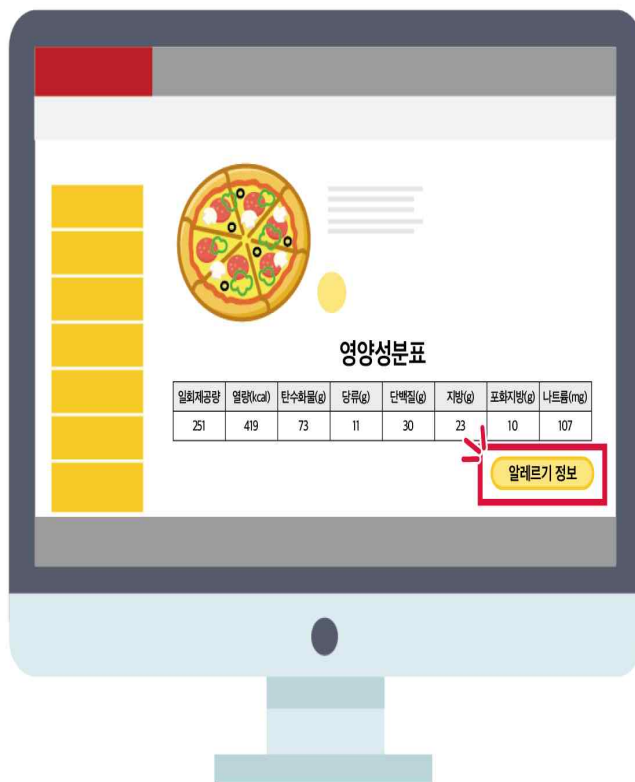 영양성분표
일회제공량 열량(kcal) 탄수화물(g) 당류(g) 단백질(g) 지방(g) 포화지방(g) 나트륨(mg)
251 419 73 11 30 23 10 107
알레르기 정보